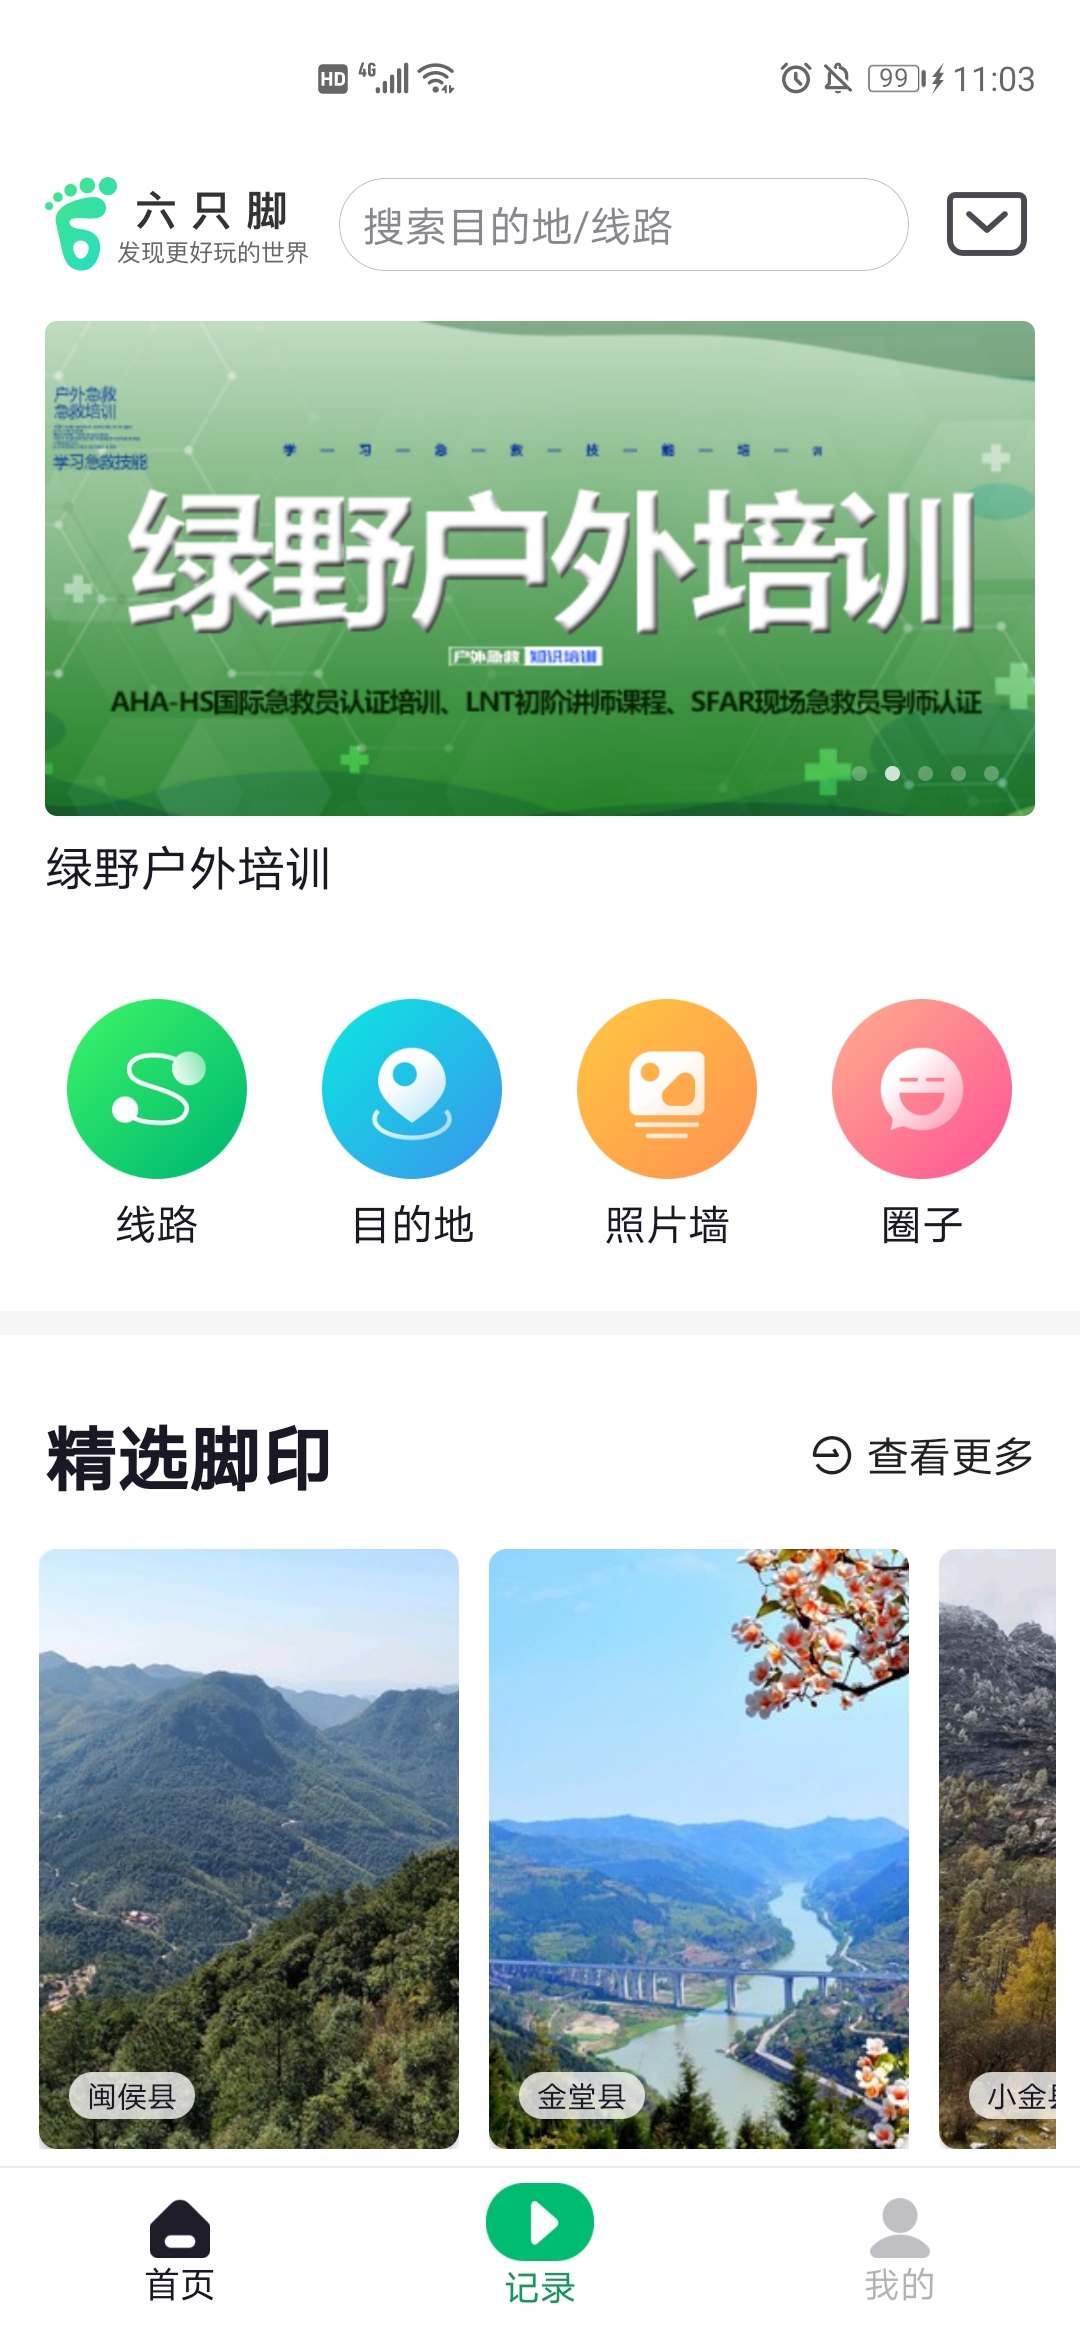 HD 4G 99 11:03
六只脚
发现更好玩的世界
搜索目的地/线路
户外急救
急救培训
学习急救技能
学 — 习 — 急 — 救 — 技 — 能 — 培 — 训
绿野户外培训
户外急救 知识培训
AHA-HS国际急救员认证培训、LNT初阶讲师课程、SFAR现场急救员导师认证
绿野户外培训
线路 目的地 照片墙 圈子
精选脚印 查看更多
闽侯县 金堂县 小金
首页 记录 我的